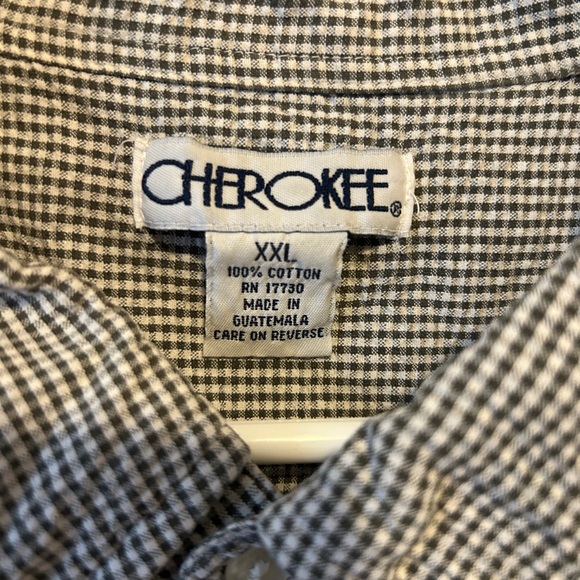 CHEROKEE®
XXL
100% COTTON
RN 17730
MADE IN
GUATEMALA
CARE ON REVERSE